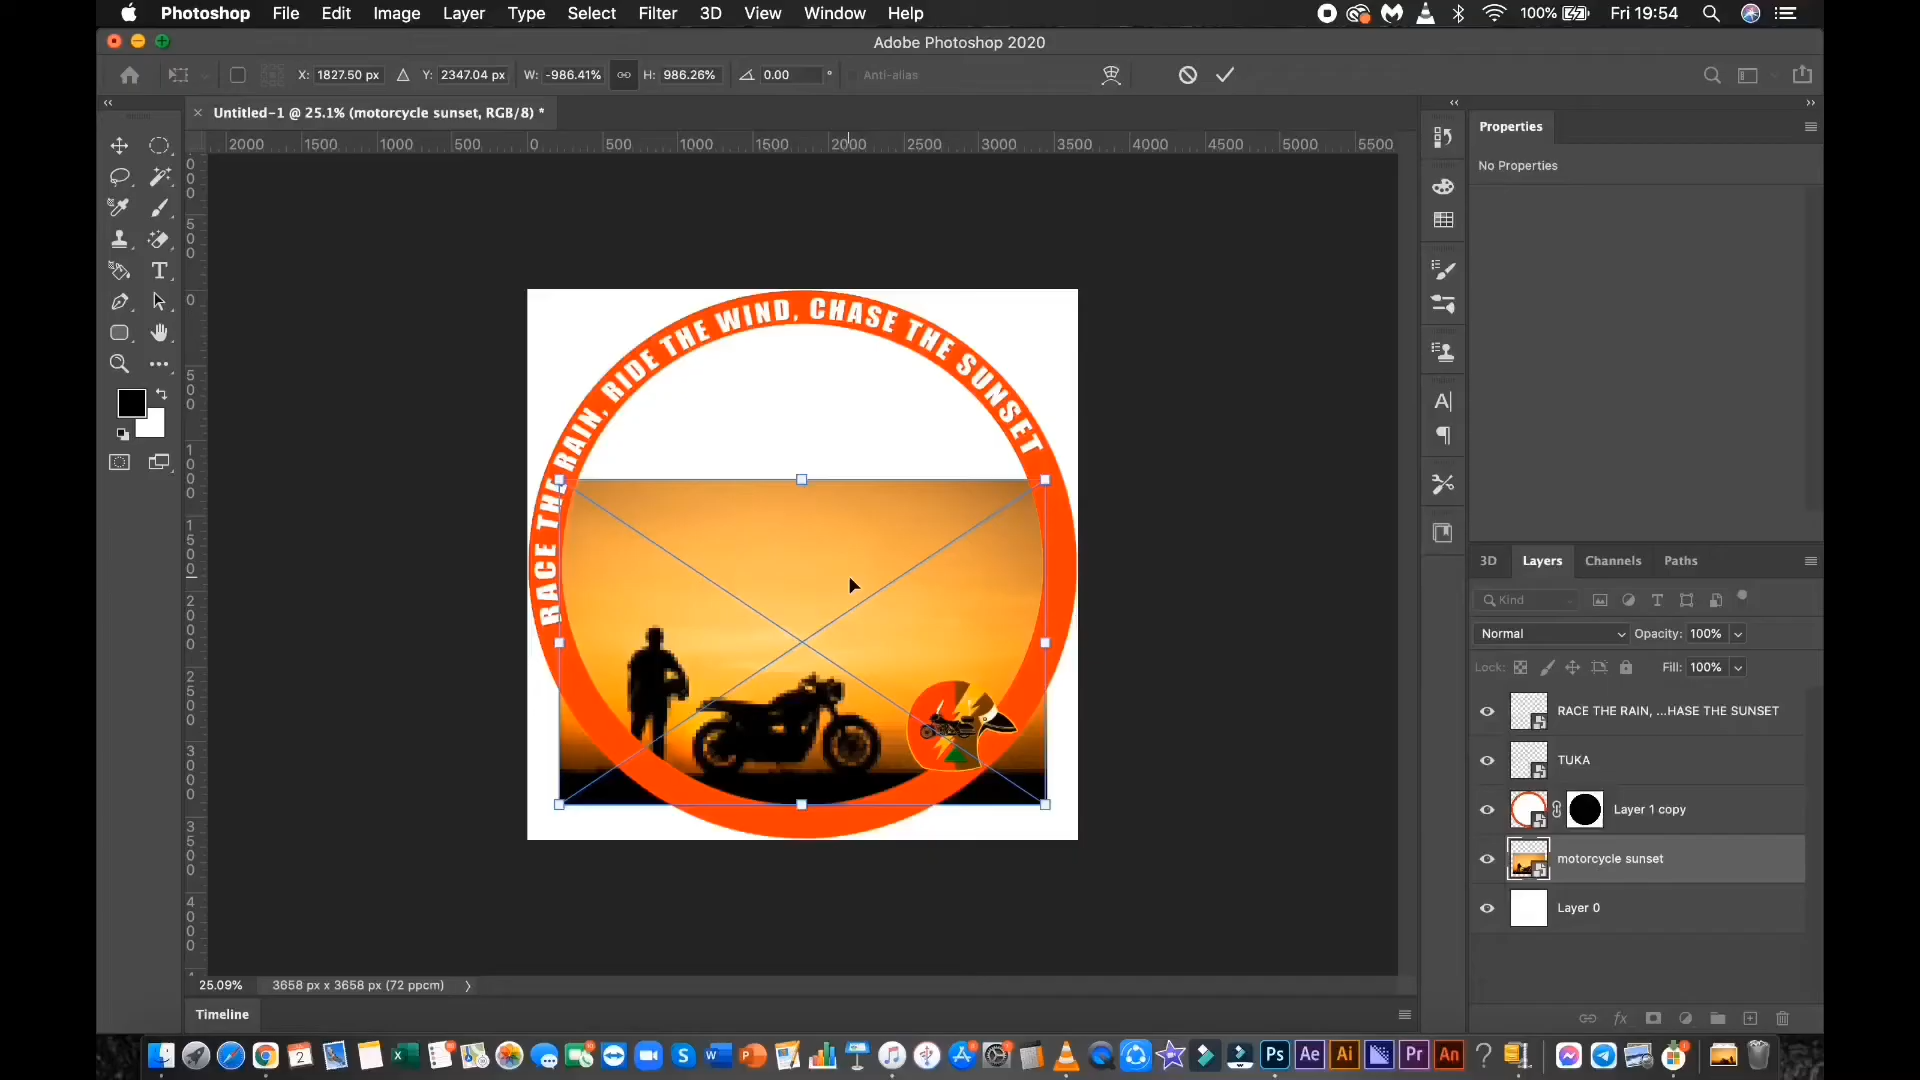 Photoshop File Edit Image Layer Type Select Filter 3D View Window Help 100% Fri 19:54
Adobe Photoshop 2020
X: 1827.50 px Y: 2347.04 px W: -986.41% H: 986.26% 0.00 ° Anti-alias
Untitled-1 @ 25.1% (motorcycle sunset, RGB/8) *
2000 1500 1000 500 0 500 1000 1500 2000 2500 3000 3500 4000 4500 5000 5500
Properties
No Properties
RACE THE RAIN, RIDE THE WIND, CHASE THE SUNSET
3D Layers Channels Paths
Kind
Normal Opacity: 100%
Lock: Fill: 100%
RACE THE RAIN, ...HASE THE SUNSET
TUKA
Layer 1 copy
motorcycle sunset
Layer 0
25.09% 3658 px x 3658 px (72 ppcm)
Timeline
Ps Ae Ai Pr An